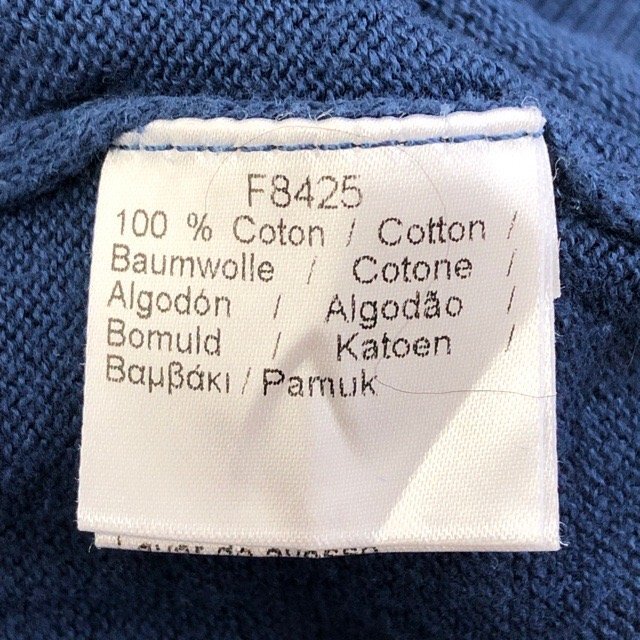 F8425
100 % Coton / Cotton /
Baumwolle / Cotone /
Algodón / Algodão /
Bomuld / Katoen /
Βαμβάκι / Pamuk